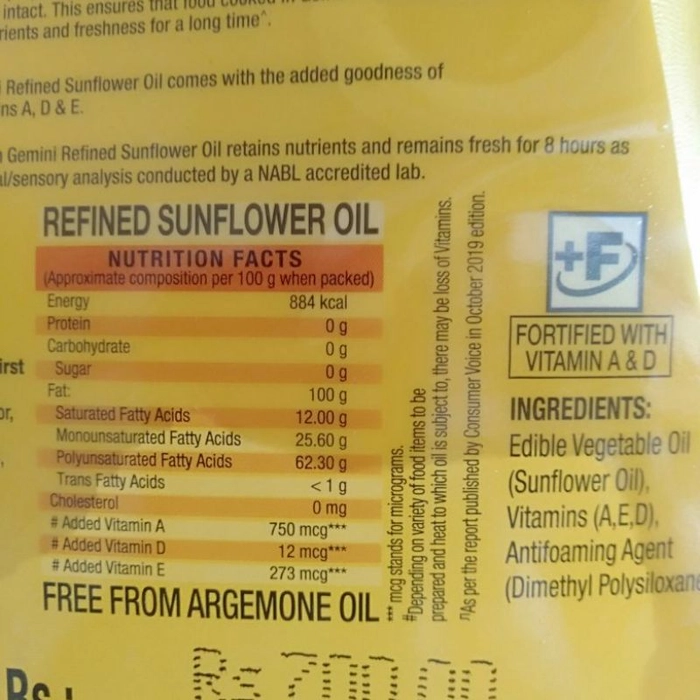 intact. This ensures that food
rients and freshness for a long time^.
Refined Sunflower Oil comes with the added goodness of
ns A, D & E.
Gemini Refined Sunflower Oil retains nutrients and remains fresh for 8 hours as
al/sensory analysis conducted by a NABL accredited lab.
REFINED SUNFLOWER OIL
NUTRITION FACTS
(Approximate composition per 100 g when packed)
Energy 884 kcal
Protein 0 g
Carbohydrate 0 g
Sugar 0 g
Fat: 100 g
Saturated Fatty Acids 12.00 g
Monounsaturated Fatty Acids 25.60 g
Polyunsaturated Fatty Acids 62.30 g
Trans Fatty Acids <1 g
Cholesterol 0 mg
# Added Vitamin A 750 mcg***
# Added Vitamin D 12 mcg***
# Added Vitamin E 273 mcg***
FREE FROM ARGEMONE OIL
*** mcg stands for micrograms.
#Depending on variety of food items to be
prepared and heat to which oil is subject to, there may be loss of Vitamins.
^As per the report published by Consumer Voice in October 2019 edition.
+F
FORTIFIED WITH
VITAMIN A & D
INGREDIENTS:
Edible Vegetable Oil
(Sunflower Oil),
Vitamins (A,E,D),
Antifoaming Agent
(Dimethyl Polysiloxane
irst
or,
Rs